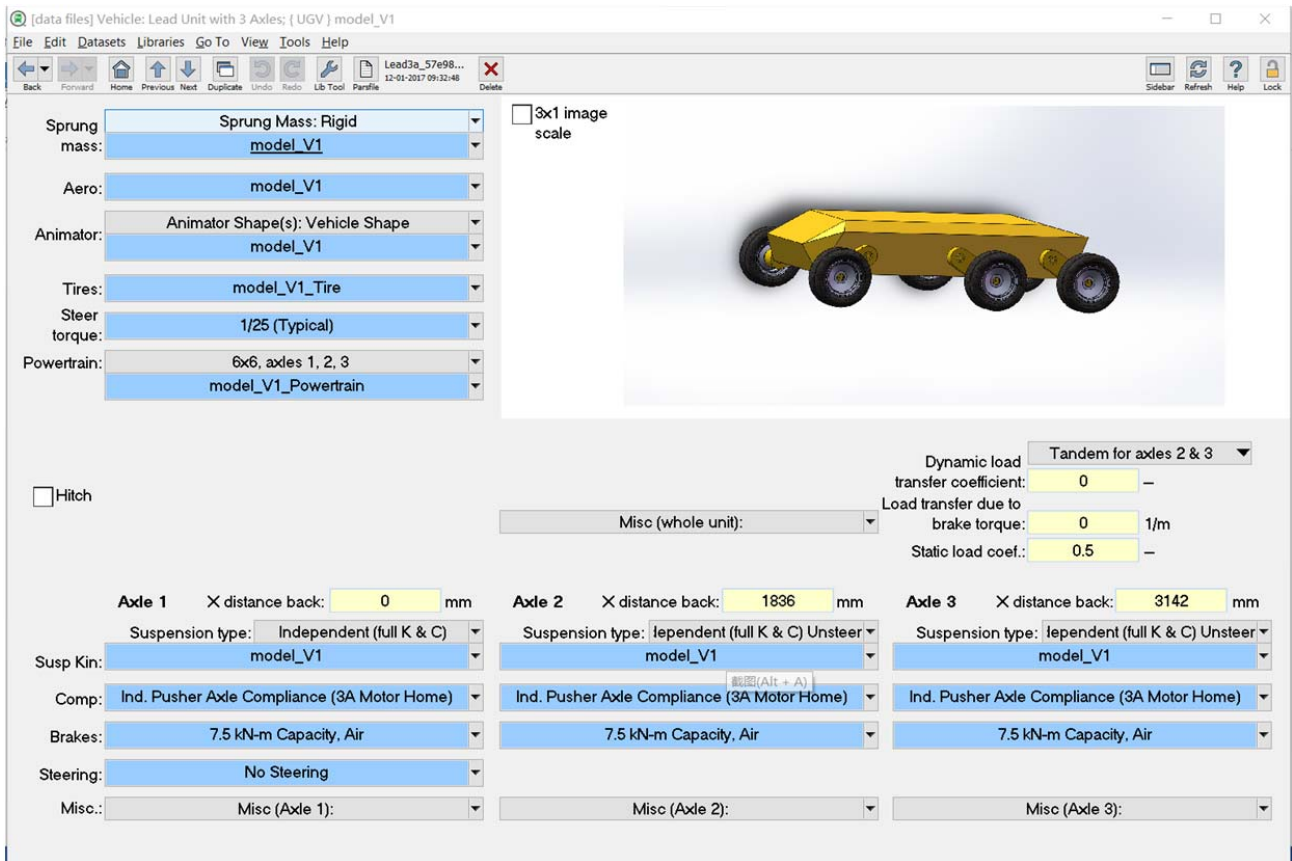 [data files] Vehicle: Lead Unit with 3 Axles; { UGV } model_V1
File Edit Datasets Libraries Go To View Tools Help
Back Forward Home Previous Next Duplicate Undo Redo Lib Tool Parsfile
Lead3a_57e98...
12-01-2017 09:32:48
Delete Sidebar Refresh Help Lock
Sprung mass:
Sprung Mass: Rigid
model_V1
3x1 image
scale
Aero: model_V1
Animator:
Animator Shape(s): Vehicle Shape
model_V1
Tires: model_V1_Tire
Steer
torque:
1/25 (Typical)
Powertrain: 6x6, axles 1, 2, 3
model_V1_Powertrain
Hitch
Misc (whole unit):
Tandem for axles 2 & 3
Dynamic load
transfer coefficient: 0 –
Load transfer due to
brake torque: 0 1/m
Static load coef.: 0.5 –
Axle 1 X distance back: 0 mm Axle 2 X distance back: 1836 mm Axle 3 X distance back: 3142 mm
Suspension type: Independent (full K & C) Suspension type: lependent (full K & C) Unsteer Suspension type: lependent (full K & C) Unsteer
Susp Kin: model_V1 model_V1 model_V1
截图(Alt + A)
Comp: Ind. Pusher Axle Compliance (3A Motor Home) Ind. Pusher Axle Compliance (3A Motor Home) Ind. Pusher Axle Compliance (3A Motor Home)
Brakes: 7.5 kN-m Capacity, Air 7.5 kN-m Capacity, Air 7.5 kN-m Capacity, Air
Steering: No Steering
Misc.: Misc (Axle 1): Misc (Axle 2): Misc (Axle 3):